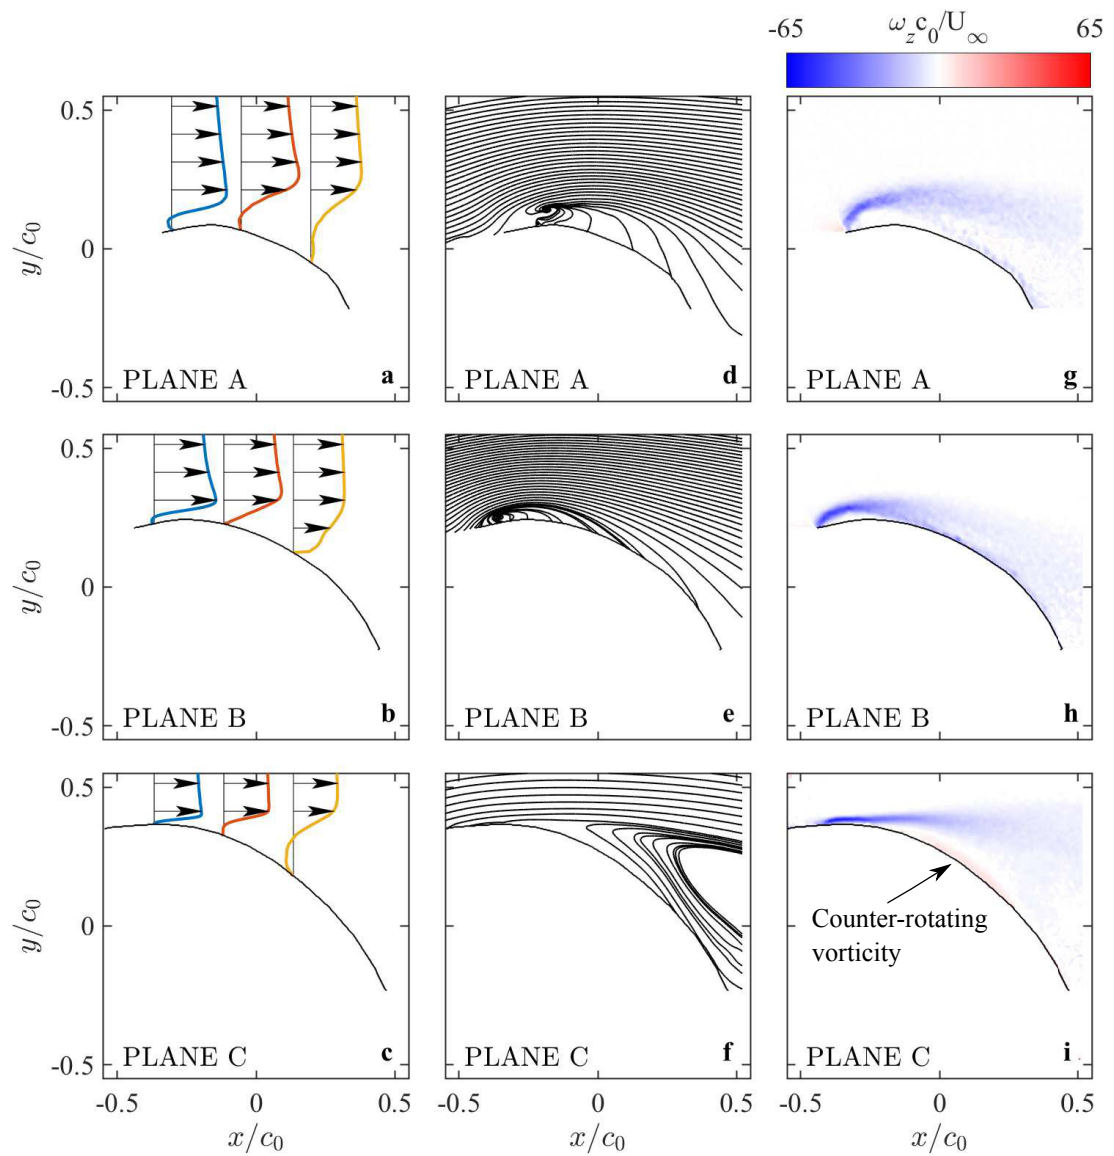 -65 ω_z c_0/U_∞ 65
0.5
y/c_0
0
-0.5
PLANE A a
PLANE A d
PLANE A g
0.5
y/c_0
0
-0.5
PLANE B b
PLANE B e
PLANE B h
0.5
y/c_0
0
-0.5
Counter-rotating
vorticity
PLANE C c
PLANE C f
PLANE C i
-0.5 0 0.5
-0.5 0 0.5
-0.5 0 0.5
x/c_0
x/c_0
x/c_0